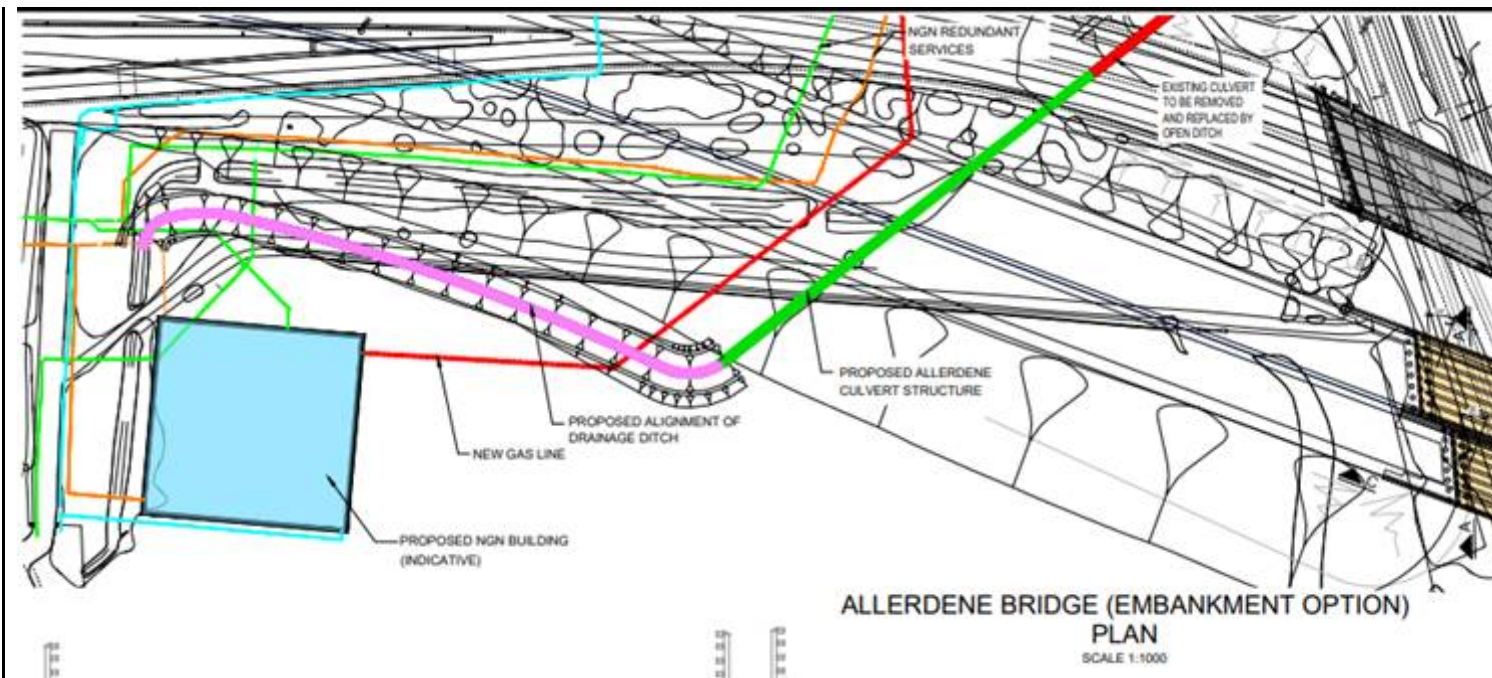 NGN REDUNDANT
SERVICES
EXISTING CULVERT
TO BE REMOVED
AND REPLACED BY
OPEN DITCH
PROPOSED ALLERDENE
CULVERT STRUCTURE
PROPOSED ALIGNMENT OF
DRAINAGE DITCH
NEW GAS LINE
PROPOSED NGN BUILDING
(INDICATIVE)
C
A
ALLERDENE BRIDGE (EMBANKMENT OPTION)
PLAN
SCALE 1:1000